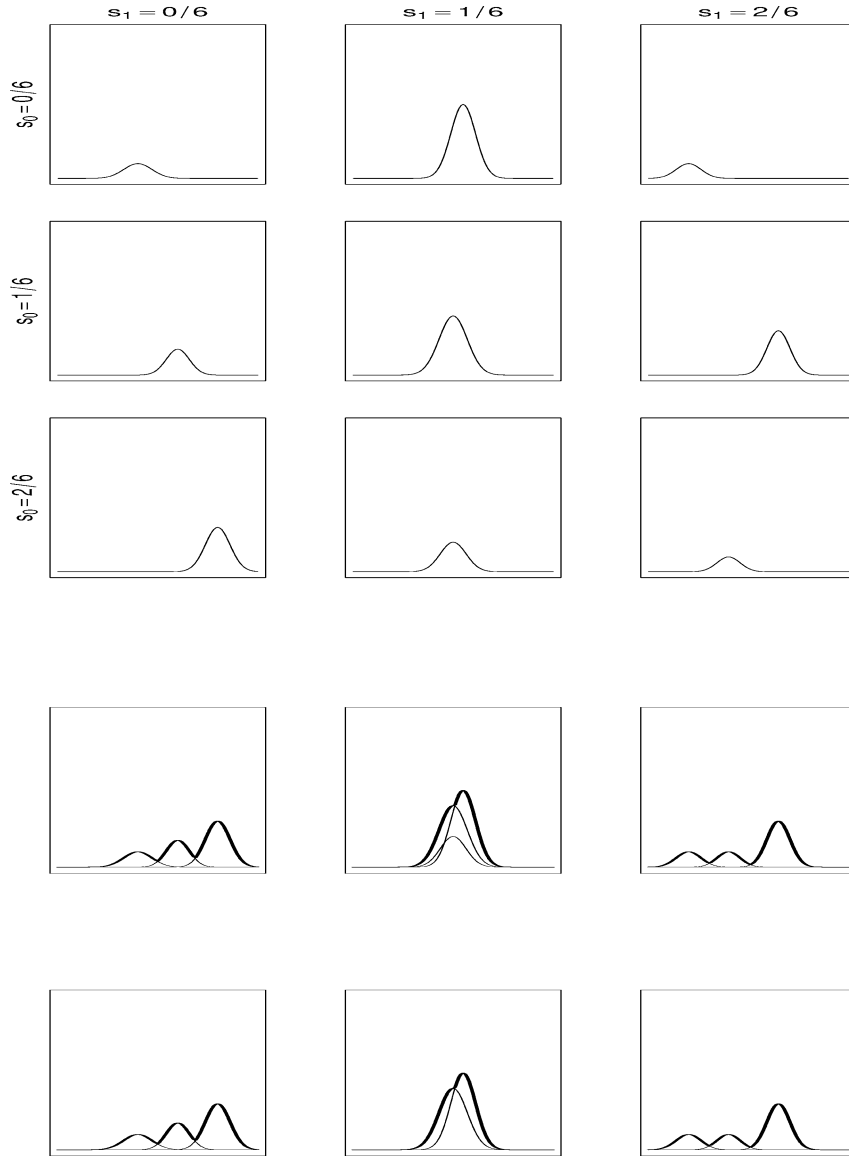 s₁ = 0/6
s₁ = 1/6
s₁ = 2/6
s₀=0/6
s₀=1/6
s₀=2/6